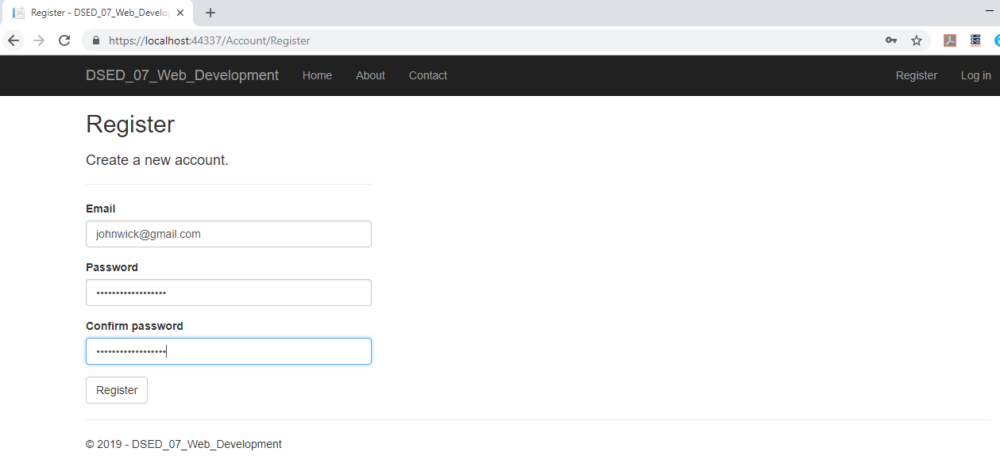 Register - DSED_07_Web_Develo
https://localhost:44337/Account/Register
DSED_07_Web_Development Home About Contact Register Log in
Register
Create a new account.
Email
johnwick@gmail.com
Password
••••••••••••••••••
Confirm password
••••••••••••••••••
Register
© 2019 - DSED_07_Web_Development